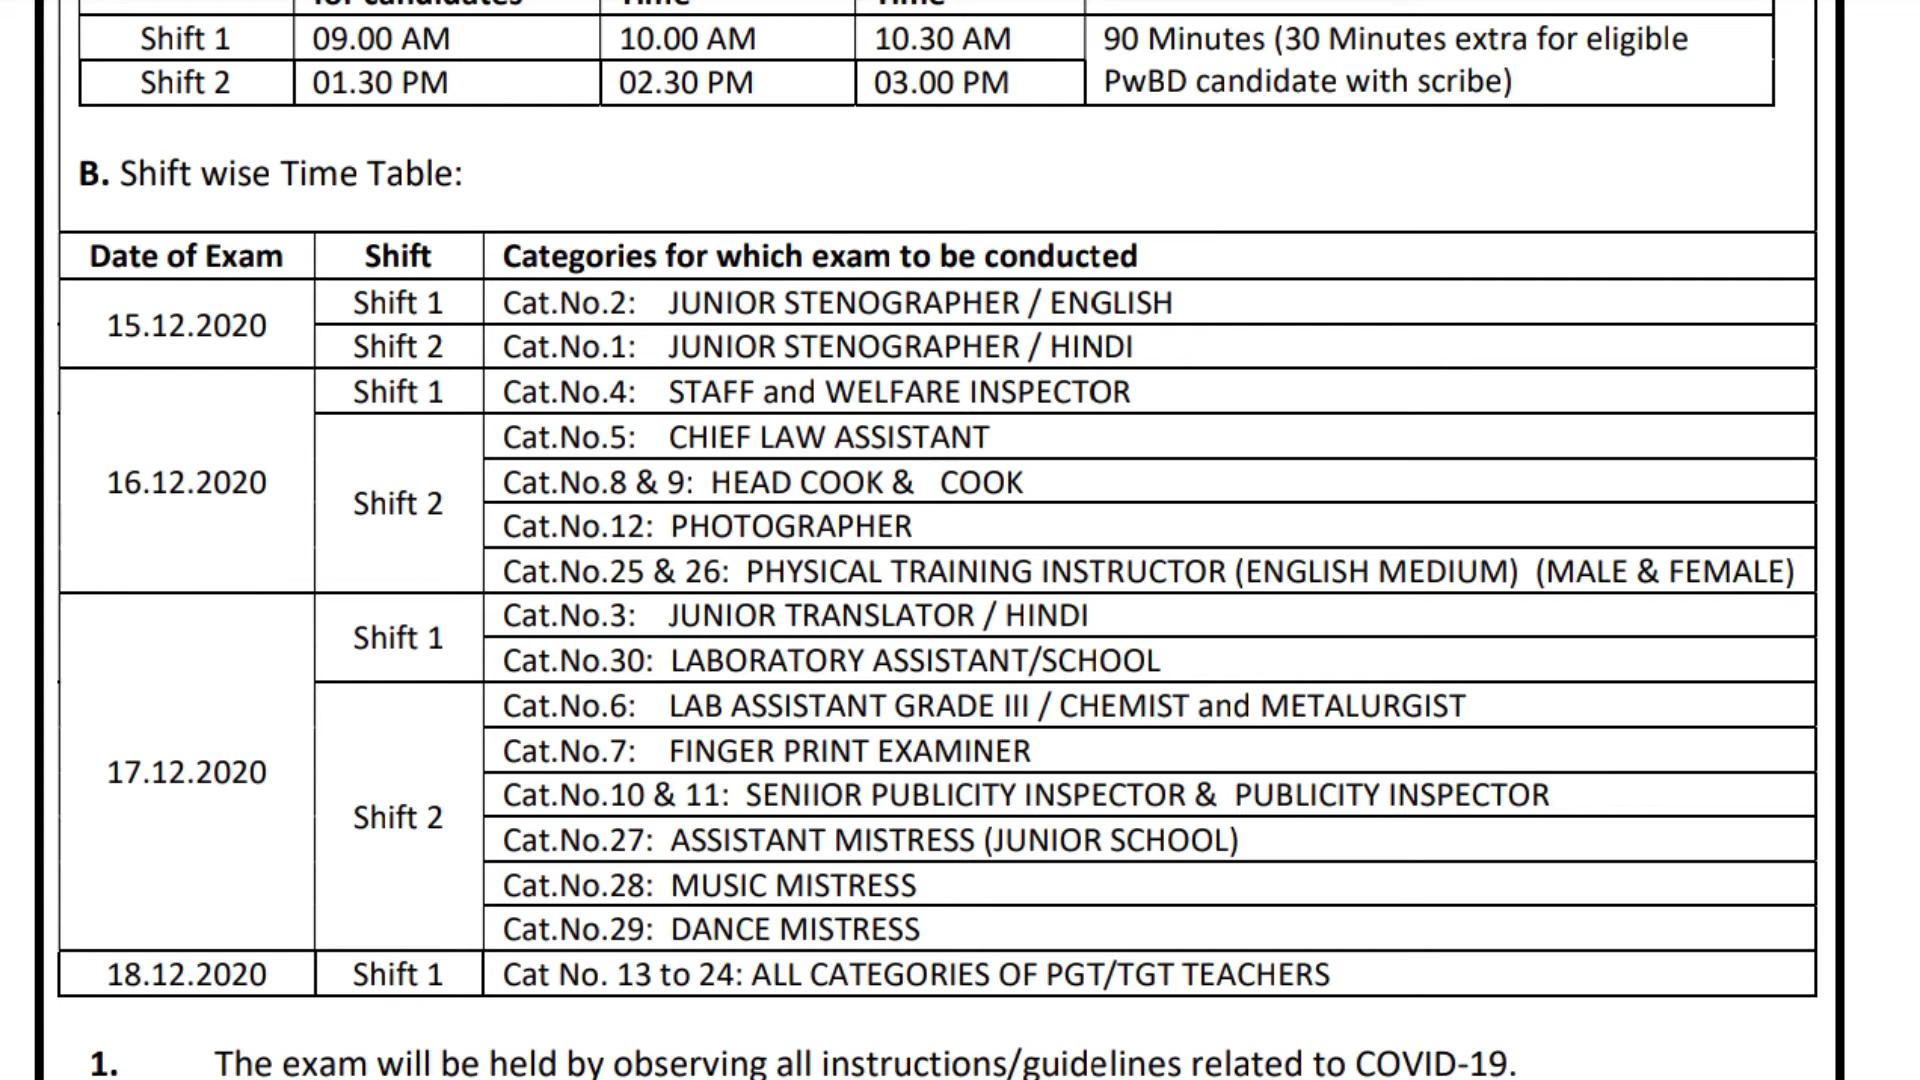 for candidates Time Time
Shift 1 09.00 AM 10.00 AM 10.30 AM 90 Minutes (30 Minutes extra for eligible
Shift 2 01.30 PM 02.30 PM 03.00 PM PwBD candidate with scribe)
B. Shift wise Time Table:
Date of Exam Shift Categories for which exam to be conducted
15.12.2020 Shift 1 Cat.No.2: JUNIOR STENOGRAPHER / ENGLISH
Shift 2 Cat.No.1: JUNIOR STENOGRAPHER / HINDI
16.12.2020 Shift 1 Cat.No.4: STAFF and WELFARE INSPECTOR
Shift 2 Cat.No.5: CHIEF LAW ASSISTANT
Cat.No.8 & 9: HEAD COOK & COOK
Cat.No.12: PHOTOGRAPHER
Cat.No.25 & 26: PHYSICAL TRAINING INSTRUCTOR (ENGLISH MEDIUM) (MALE & FEMALE)
17.12.2020 Shift 1 Cat.No.3: JUNIOR TRANSLATOR / HINDI
Cat.No.30: LABORATORY ASSISTANT/SCHOOL
Shift 2 Cat.No.6: LAB ASSISTANT GRADE III / CHEMIST and METALURGIST
Cat.No.7: FINGER PRINT EXAMINER
Cat.No.10 & 11: SENIIOR PUBLICITY INSPECTOR & PUBLICITY INSPECTOR
Cat.No.27: ASSISTANT MISTRESS (JUNIOR SCHOOL)
Cat.No.28: MUSIC MISTRESS
Cat.No.29: DANCE MISTRESS
18.12.2020 Shift 1 Cat No. 13 to 24: ALL CATEGORIES OF PGT/TGT TEACHERS
1. The exam will be held by observing all instructions/guidelines related to COVID-19.